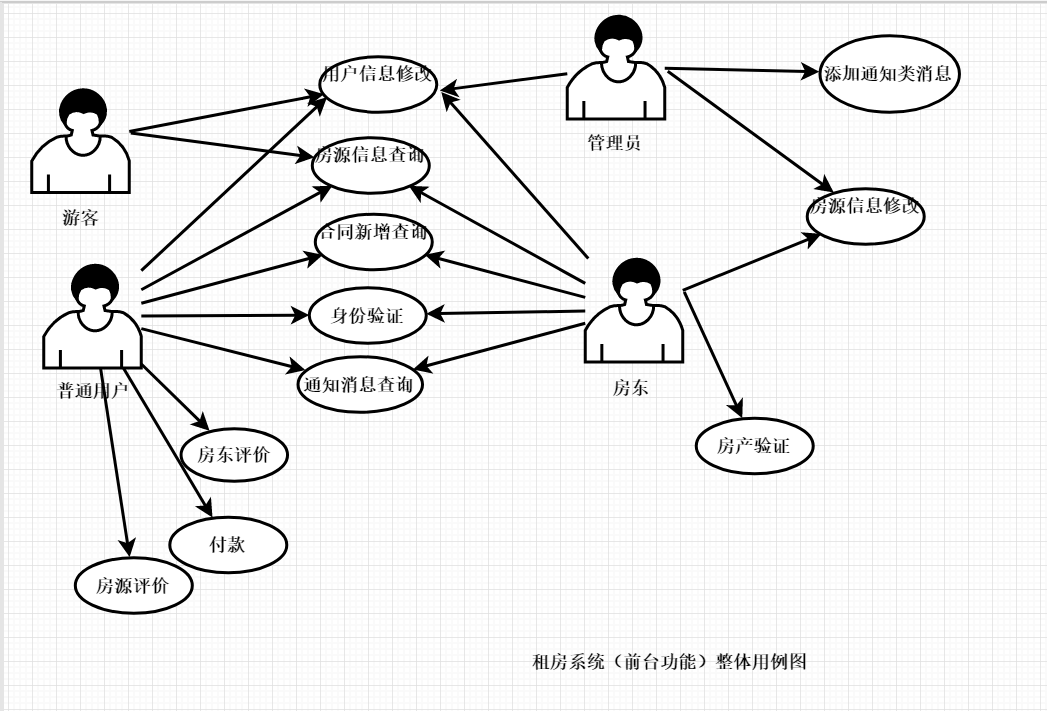 用户信息修改
添加通知类消息
管理员
房源信息查询
游客
房源信息修改
合同新增查询
身份验证
通知消息查询
普通用户
房东
房东评价
房产验证
付款
房源评价
租房系统（前台功能）整体用例图